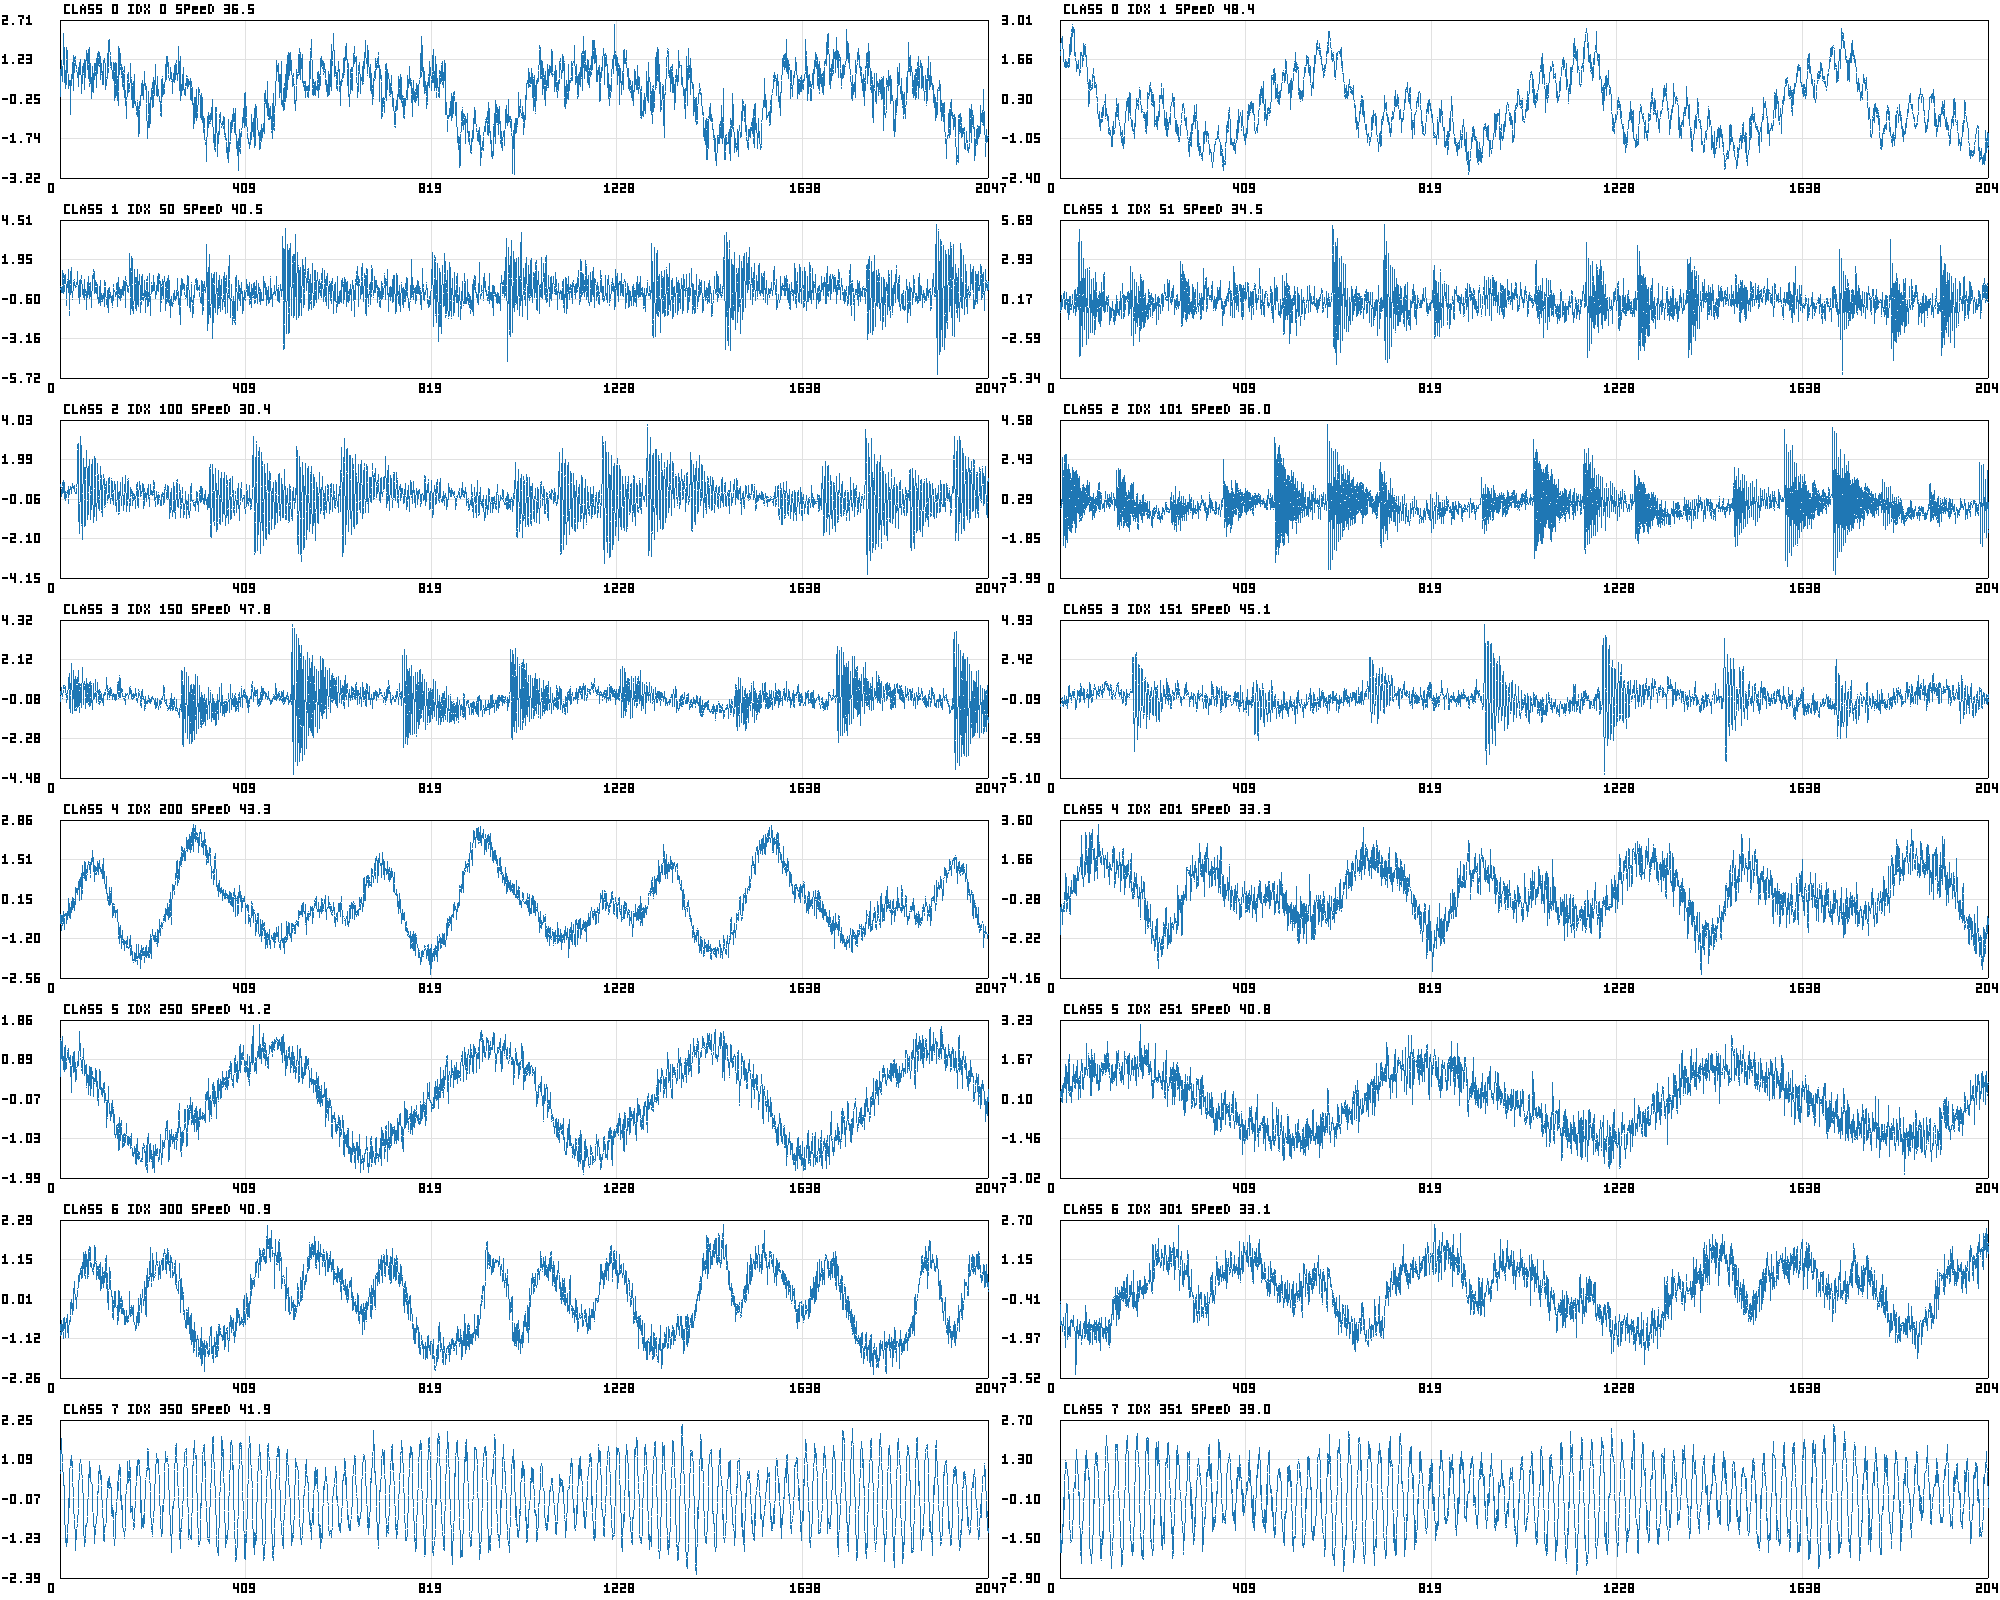 CLASS 0 IDX 0 SPeeD 36.5
2.71
1.23
-0.25
-1.74
-3.22
0 409 819 1228 1638 2047
CLASS 0 IDX 1 SPeeD 48.4
3.01
1.66
0.30
-1.05
-2.40
0 409 819 1228 1638 204
CLASS 1 IDX 50 SPeeD 40.5
4.51
1.95
-0.60
-3.16
-5.72
0 409 819 1228 1638 2047
CLASS 1 IDX 51 SPeeD 34.5
5.69
2.93
0.17
-2.59
-5.34
0 409 819 1228 1638 204
CLASS 2 IDX 100 SPeeD 30.4
4.03
1.99
-0.06
-2.10
-4.15
0 409 819 1228 1638 2047
CLASS 2 IDX 101 SPeeD 36.0
4.58
2.43
0.29
-1.85
-3.99
0 409 819 1228 1638 204
CLASS 3 IDX 150 SPeeD 47.8
4.32
2.12
-0.08
-2.28
-4.48
0 409 819 1228 1638 2047
CLASS 3 IDX 151 SPeeD 45.1
4.93
2.42
-0.09
-2.59
-5.10
0 409 819 1228 1638 204
CLASS 4 IDX 200 SPeeD 43.3
2.86
1.51
0.15
-1.20
-2.56
0 409 819 1228 1638 2047
CLASS 4 IDX 201 SPeeD 33.3
3.60
1.66
-0.28
-2.22
-4.16
0 409 819 1228 1638 204
CLASS 5 IDX 250 SPeeD 41.2
1.86
0.89
-0.07
-1.03
-1.99
0 409 819 1228 1638 2047
CLASS 5 IDX 251 SPeeD 40.8
3.23
1.67
0.10
-1.46
-3.02
0 409 819 1228 1638 204
CLASS 6 IDX 300 SPeeD 40.9
2.29
1.15
0.01
-1.12
-2.26
0 409 819 1228 1638 2047
CLASS 6 IDX 301 SPeeD 33.1
2.70
1.15
-0.41
-1.97
-3.52
0 409 819 1228 1638 204
CLASS 7 IDX 350 SPeeD 41.9
2.25
1.09
-0.07
-1.23
-2.39
0 409 819 1228 1638 2047
CLASS 7 IDX 351 SPeeD 39.0
2.70
1.30
-0.10
-1.50
-2.90
0 409 819 1228 1638 204